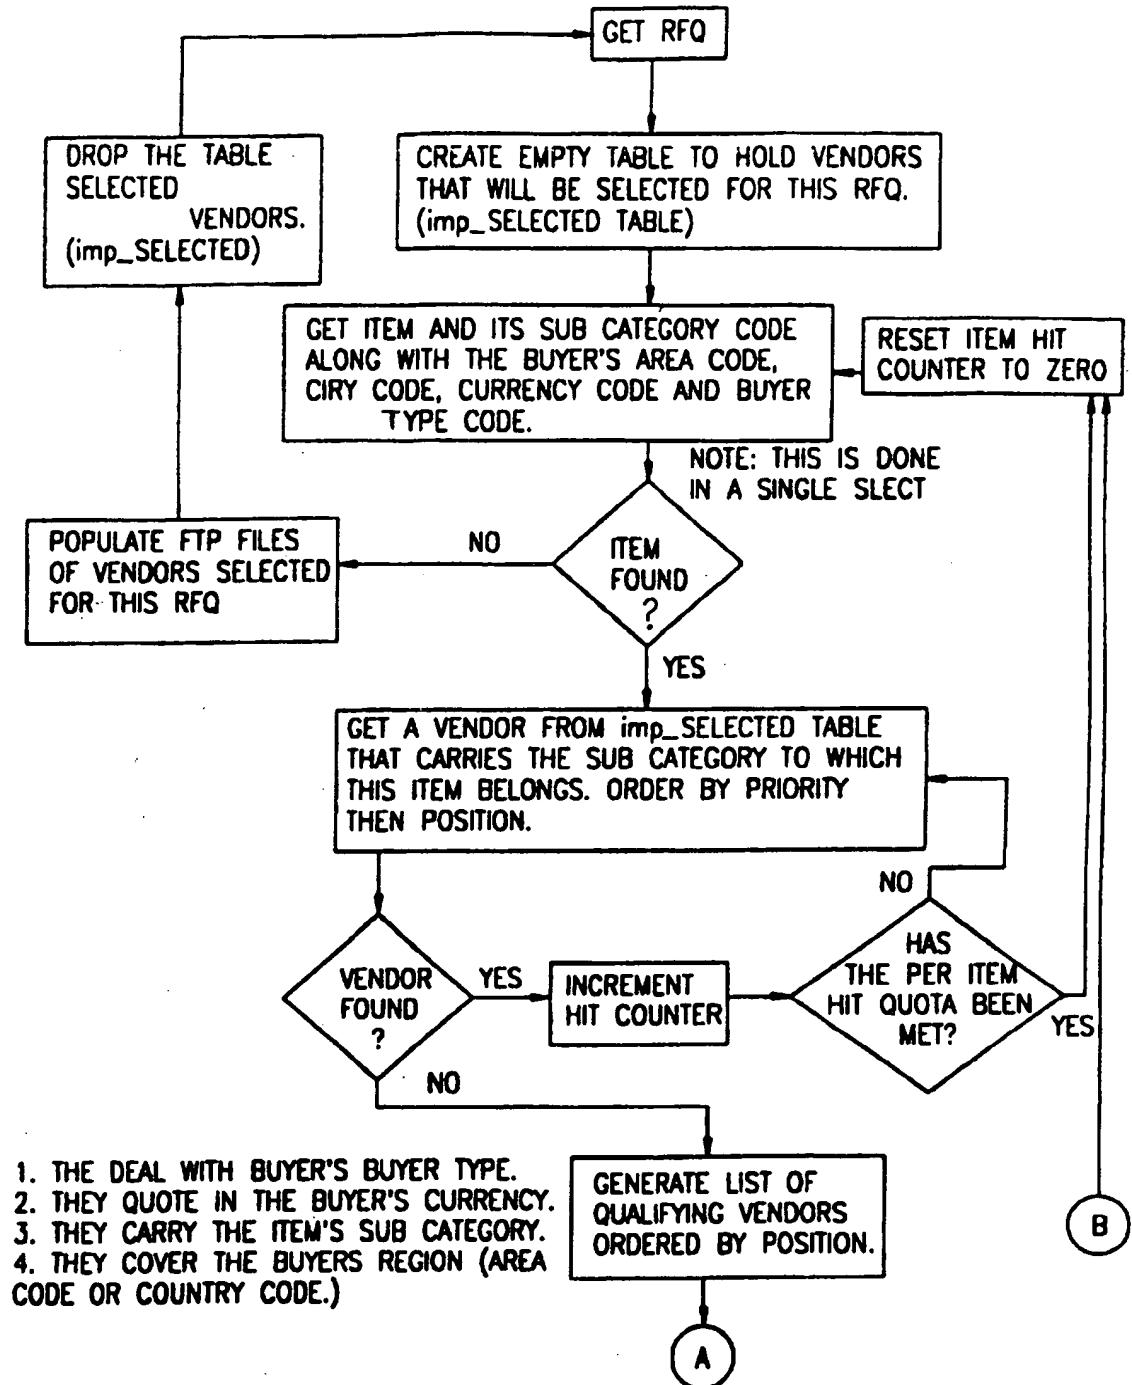 GET RFQ
DROP THE TABLE
SELECTED
VENDORS.
(imp_SELECTED)
CREATE EMPTY TABLE TO HOLD VENDORS
THAT WILL BE SELECTED FOR THIS RFQ.
(imp_SELECTED TABLE)
GET ITEM AND ITS SUB CATEGORY CODE
ALONG WITH THE BUYER'S AREA CODE,
CIRY CODE, CURRENCY CODE AND BUYER
TYPE CODE.
RESET ITEM HIT
COUNTER TO ZERO
NOTE: THIS IS DONE
IN A SINGLE SLECT
POPULATE FTP FILES
OF VENDORS SELECTED
FOR THIS RFQ
NO
ITEM
FOUND
?
YES
GET A VENDOR FROM imp_SELECTED TABLE
THAT CARRIES THE SUB CATEGORY TO WHICH
THIS ITEM BELONGS. ORDER BY PRIORITY
THEN POSITION.
NO
VENDOR
FOUND
?
YES
INCREMENT
HIT COUNTER
HAS
THE PER ITEM
HIT QUOTA BEEN
MET?
YES
NO
1. THE DEAL WITH BUYER'S BUYER TYPE.
2. THEY QUOTE IN THE BUYER'S CURRENCY.
3. THEY CARRY THE ITEM'S SUB CATEGORY.
4. THEY COVER THE BUYERS REGION (AREA
CODE OR COUNTRY CODE.)
GENERATE LIST OF
QUALIFYING VENDORS
ORDERED BY POSITION.
B
A